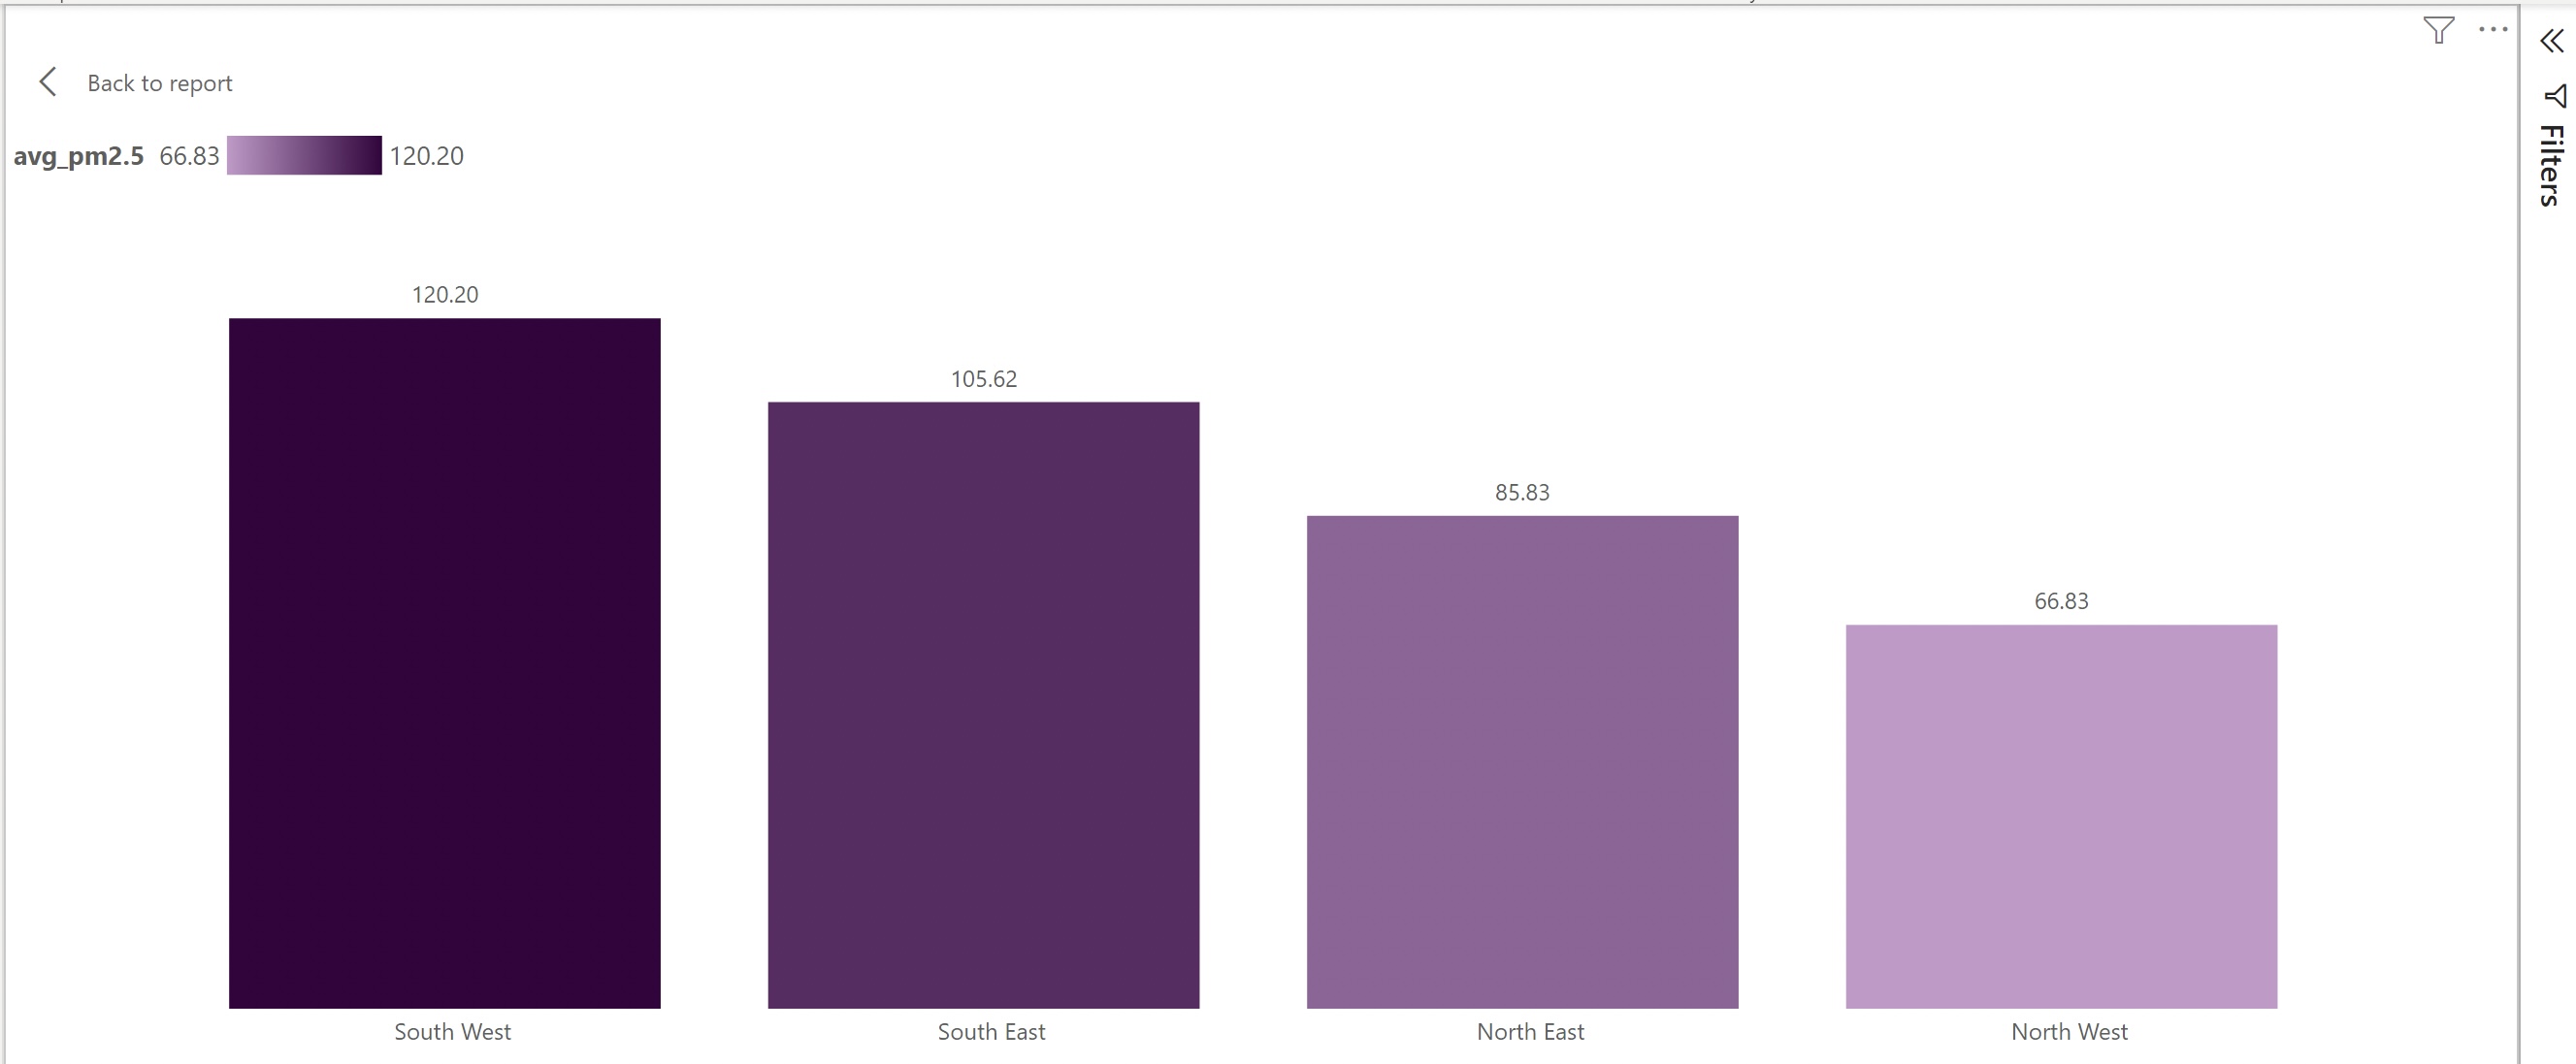 Back to report
avg_pm2.5 66.83 120.20
Filters
120.20
105.62
85.83
66.83
South West
South East
North East
North West